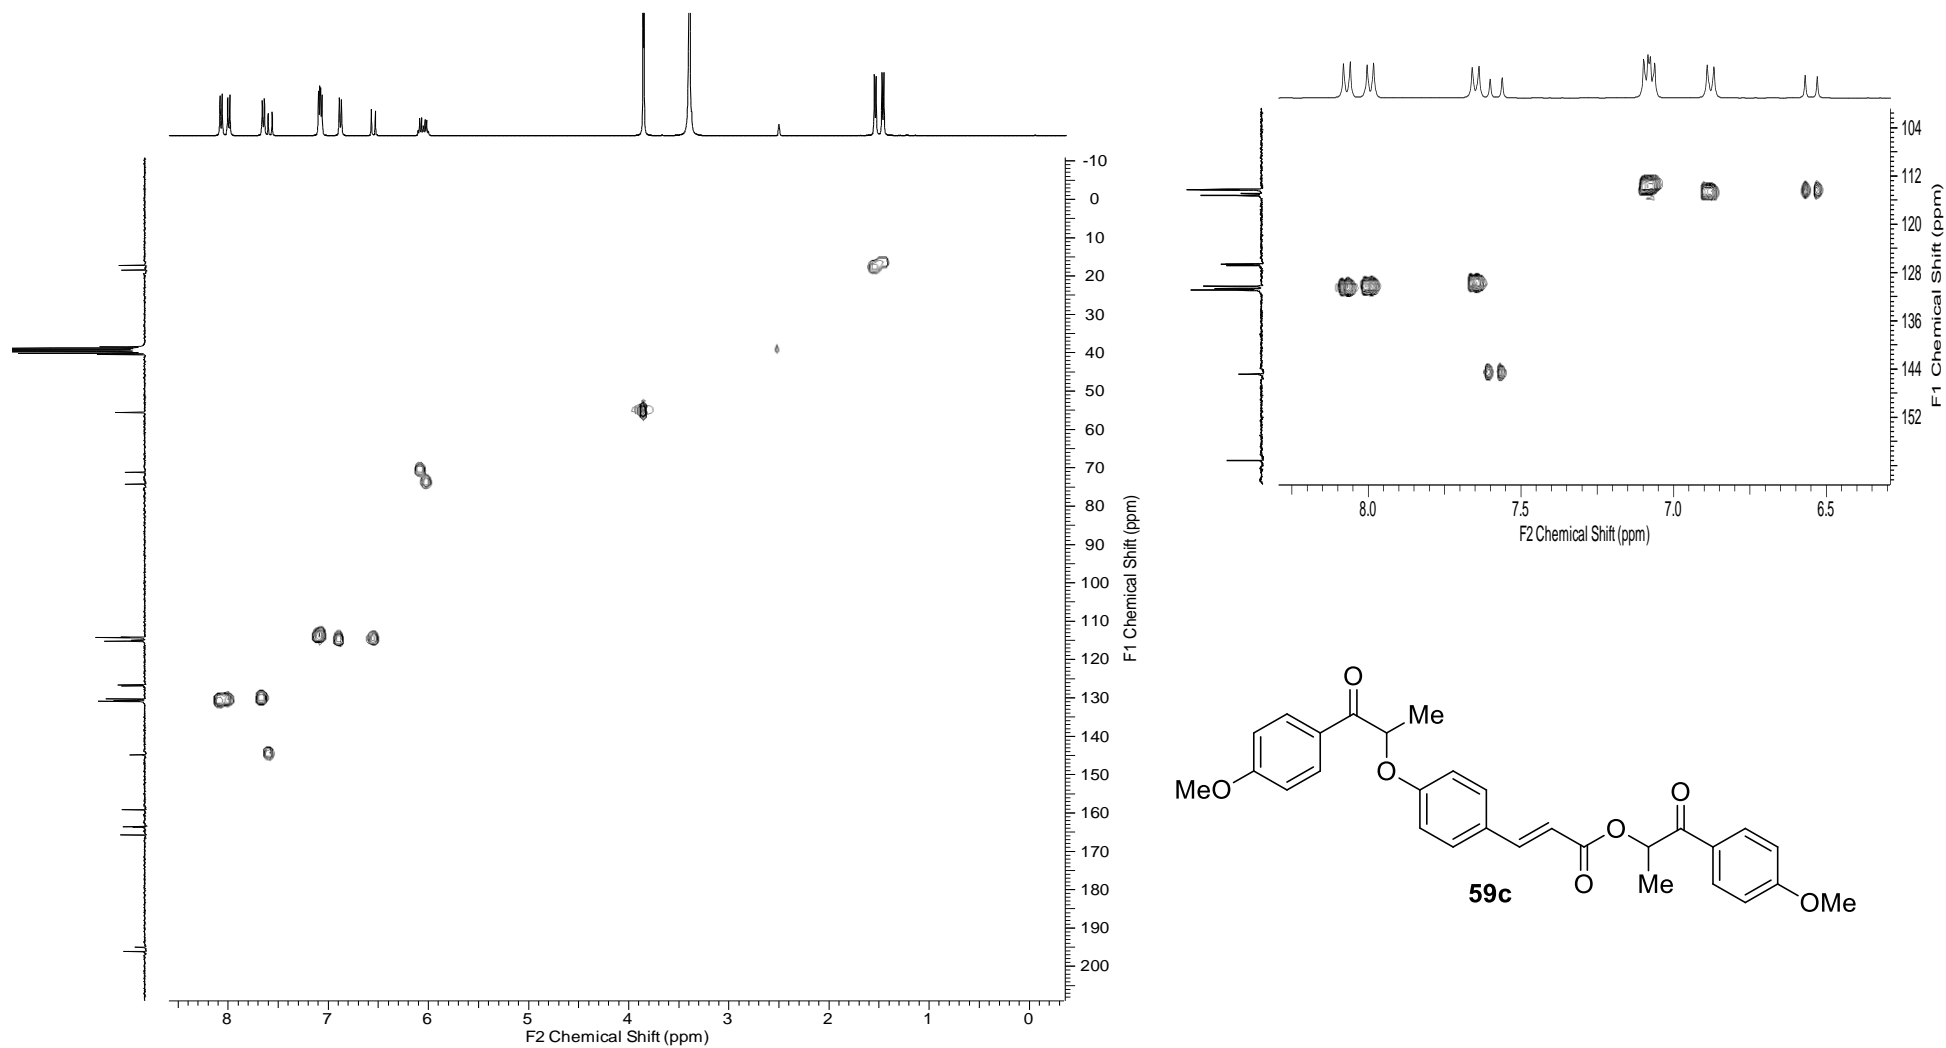 -10
0
10
20
30
40
50
60
70
80
90
100
110
120
130
140
150
160
170
180
190
200
F1 Chemical Shift (ppm)
8 7 6 5 4 3 2 1 0
F2 Chemical Shift (ppm)
104
112
120
128
136
144
152
F1 Chemical Shift (ppm)
8.0 7.5 7.0 6.5
F2 Chemical Shift (ppm)
O
Me
O
MeO
O
O
O
Me
59c
OMe